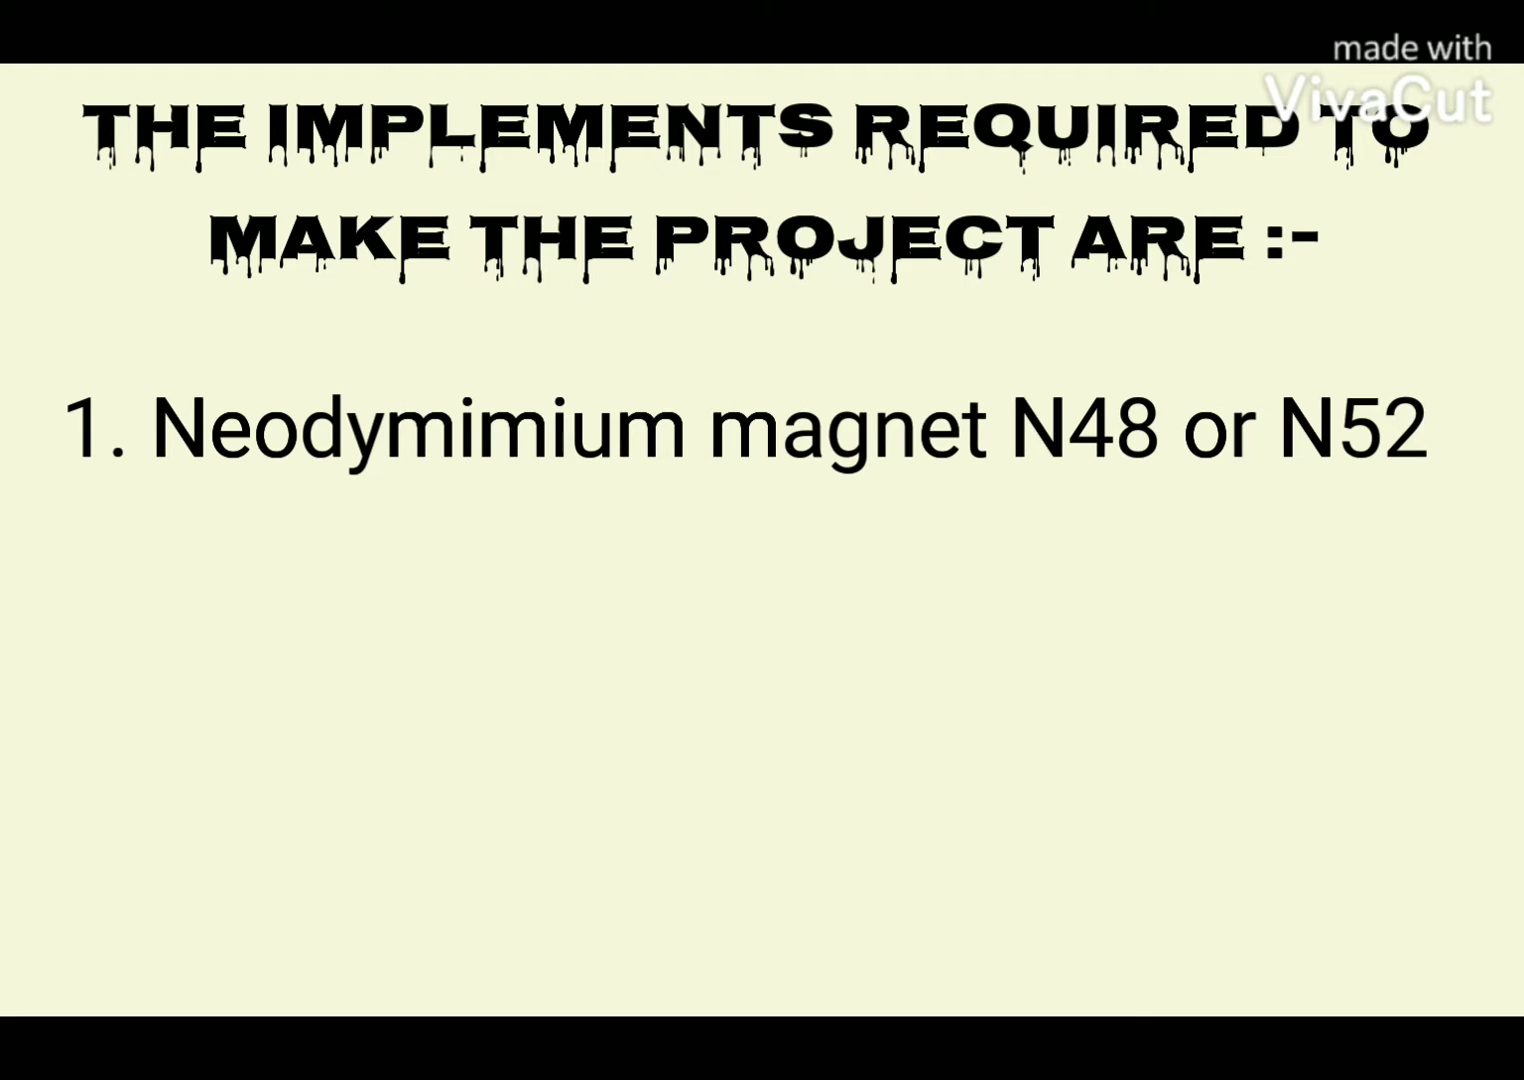 made with
VivaCut
THE IMPLEMENTS REQUIRED TO
MAKE THE PROJECT ARE :-
1. Neodymimium magnet N48 or N52